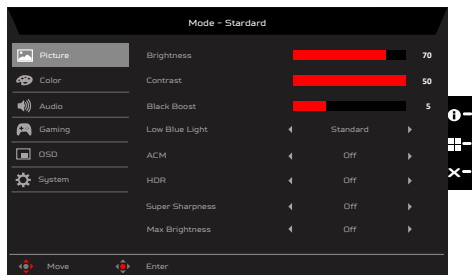 Mode - Stardard
Picture
Brightness 70
Color
Contrast 50
Audio
Black Boost 5
Gaming
Low Blue Light Standard
OSD
ACM Off
System
HDR Off
Super Sharpness Off
Max Brightness Off
Move Enter